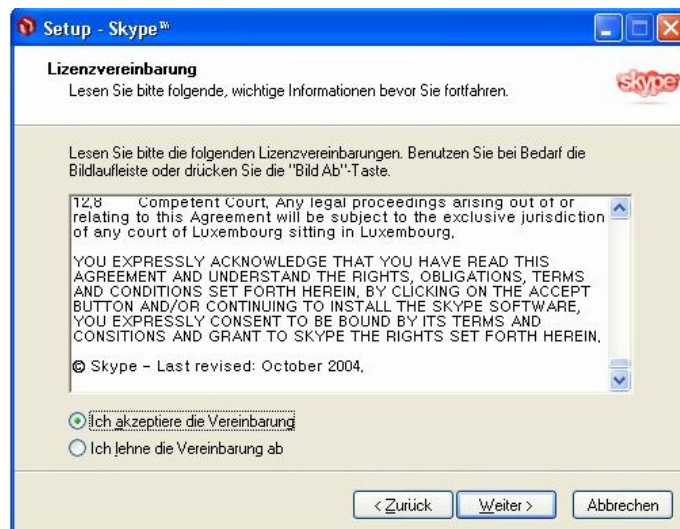 Setup - Skype™
Lizenzvereinbarung
Lesen Sie bitte folgende, wichtige Informationen bevor Sie fortfahren.
skype
Lesen Sie bitte die folgenden Lizenzvereinbarungen. Benutzen Sie bei Bedarf die
Bildlaufleiste oder drücken Sie die "Bild Ab"-Taste.
12,8 Competent Court, Any legal proceedings arising out of or
relating to this Agreement will be subject to the exclusive jurisdiction
of any court of Luxembourg sitting in Luxembourg,
YOU EXPRESSLY ACKNOWLEDGE THAT YOU HAVE READ THIS
AGREEMENT AND UNDERSTAND THE RIGHTS, OBLIGATIONS, TERMS
AND CONDITIONS SET FORTH HEREIN, BY CLICKING ON THE ACCEPT
BUTTON AND/OR CONTINUING TO INSTALL THE SKYPE SOFTWARE,
YOU EXPRESSLY CONSENT TO BE BOUND BY ITS TERMS AND
CONSITIONS AND GRANT TO SKYPE THE RIGHTS SET FORTH HEREIN,
© Skype – Last revised: October 2004,
Ich akzeptiere die Vereinbarung
Ich lehne die Vereinbarung ab
< Zurück
Weiter >
Abbrechen